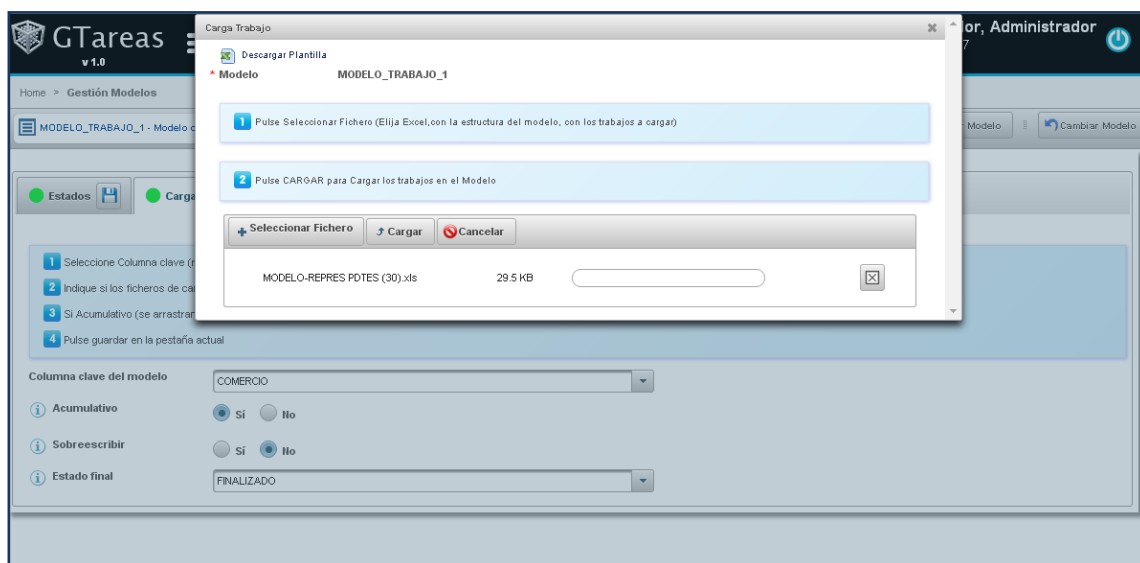 GTareas
v 1.0
Carga Trabajo
or, Administrador
7
Descargar Plantilla
* Modelo MODELO_TRABAJO_1
Home > Gestión Modelos
1 Pulse Seleccionar Fichero (Elija Excel,con la estructura del modelo, con los trabajos a cargar)
MODELO_TRABAJO_1 - Modelo
Modelo
Cambiar Modelo
2 Pulse CARGAR para Cargar los trabajos en el Modelo
Estados
Carga
Seleccionar Fichero Cargar Cancelar
MODELO-REPRES PDTES (30).xls 29.5 KB
1 Seleccione Columna clave (r
2 Indique si los ficheros de ca
3 Si Acumulativo (se arrastrar
4 Pulse guardar en la pestaña actual
Columna clave del modelo COMERCIO
Acumulativo Sí No
Sobreescribir Sí No
Estado final FINALIZADO